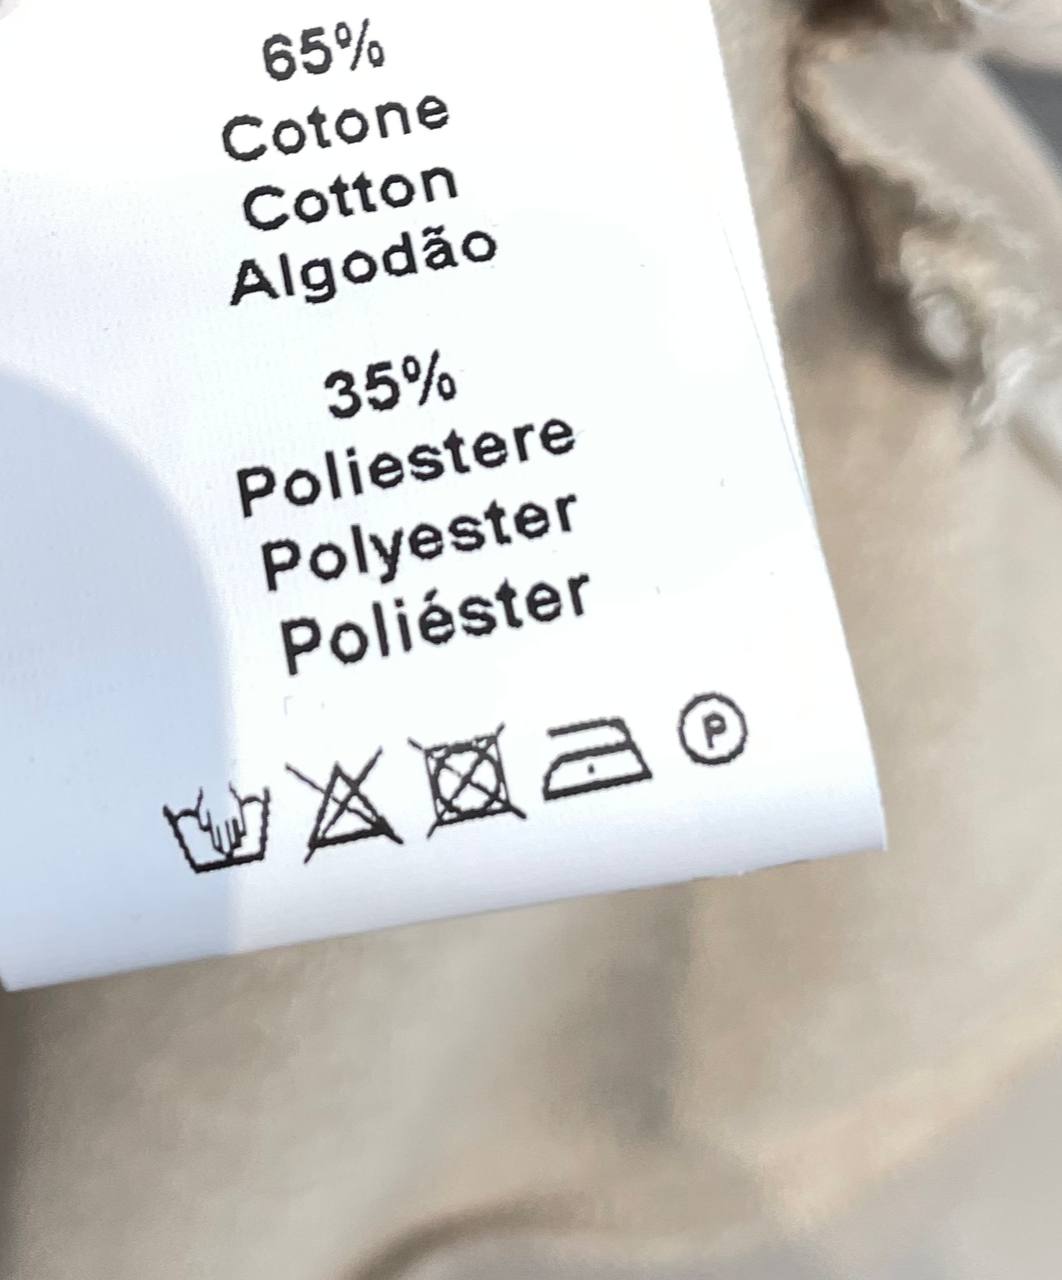 65%
Cotone
Cotton
Algodão
35%
Poliestere
Polyester
Poliéster
P